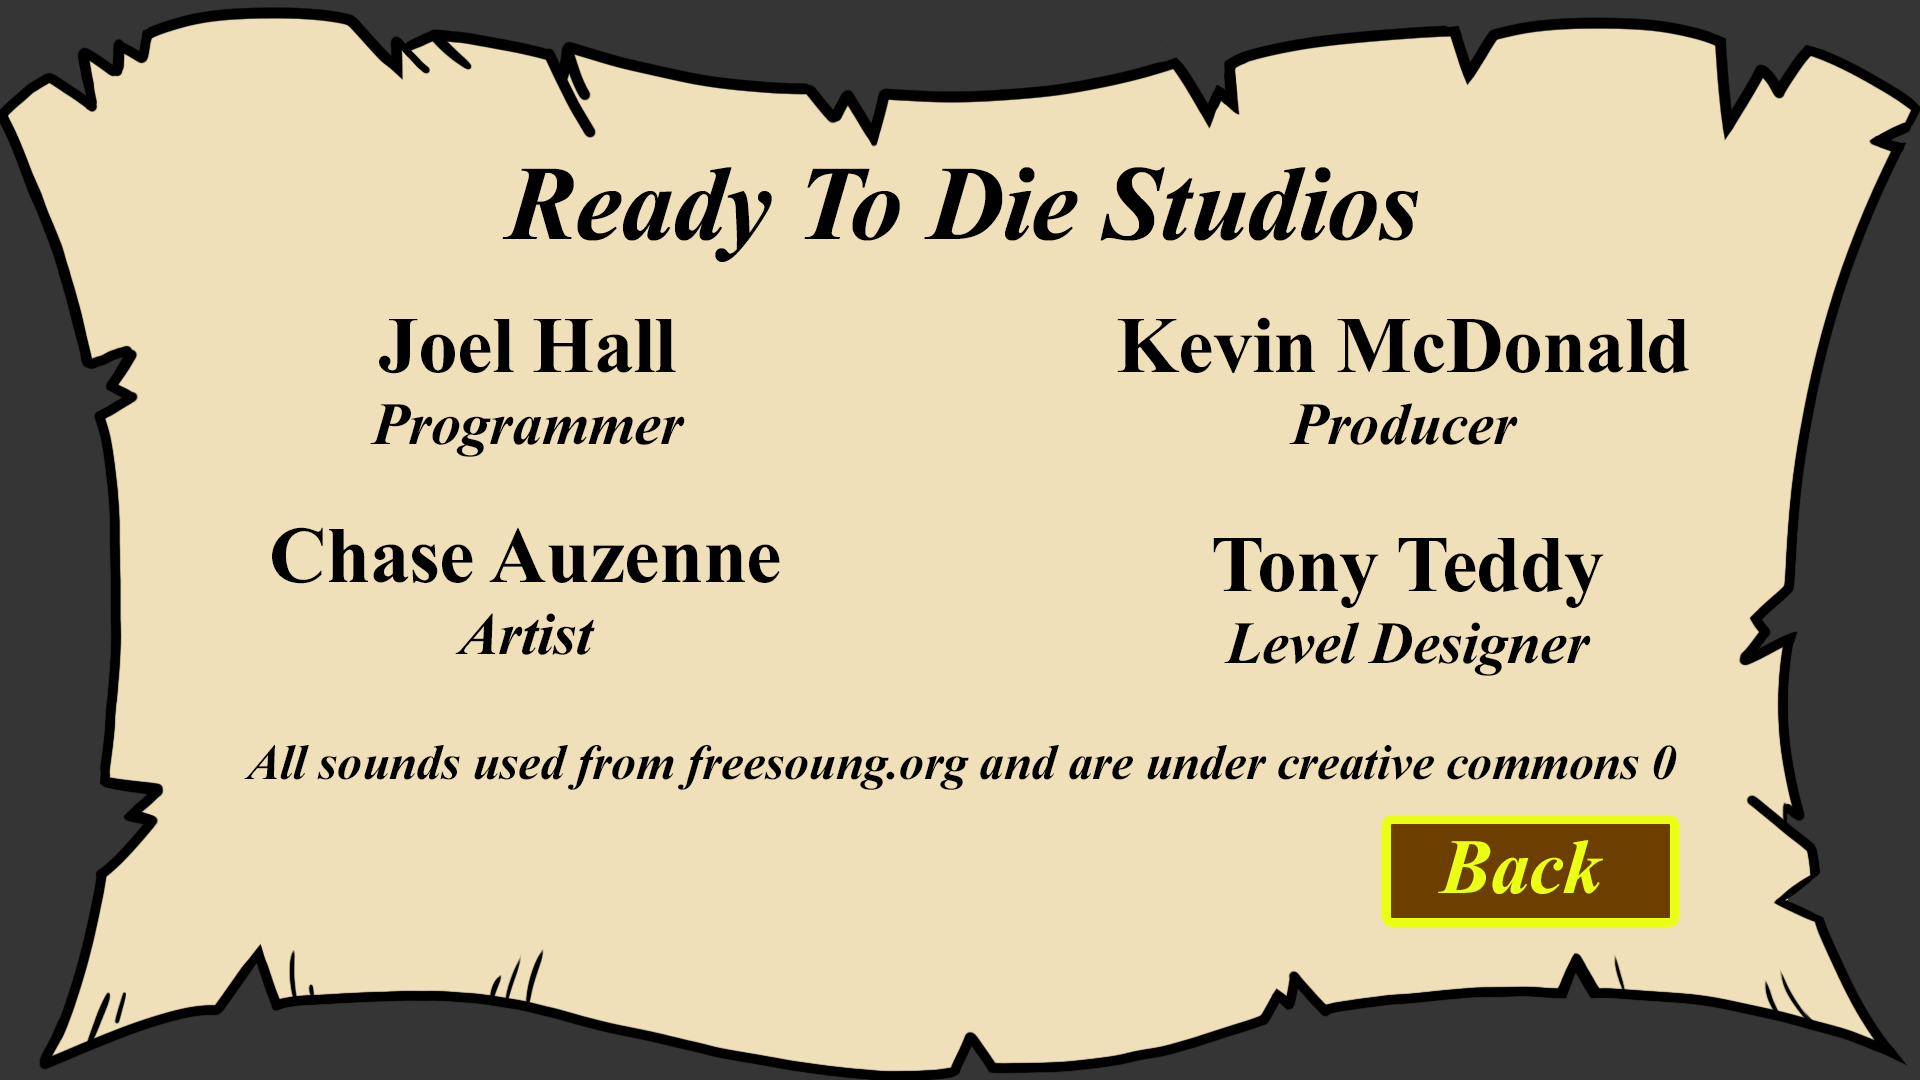 Ready To Die Studios
Joel Hall
Programmer
Kevin McDonald
Producer
Chase Auzenne
Artist
Tony Teddy
Level Designer
All sounds used from freesoung.org and are under creative commons 0
Back